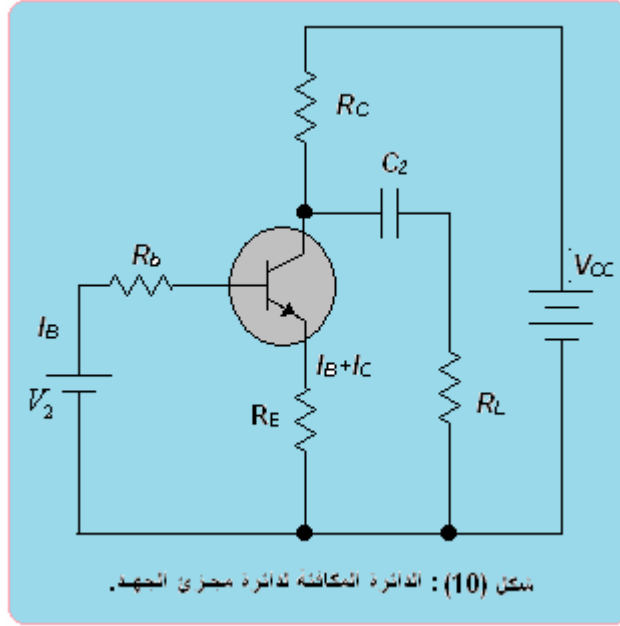 RC
C2
Rb
VCC
IB
IB+IC
V2
RE
RL
شكل (10) : الدائرة المكافئة لدائرة مجزئ الجهد.